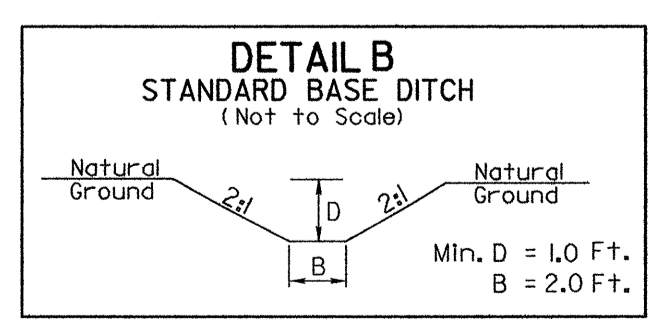 DETAIL B
STANDARD BASE DITCH
(Not to Scale)
Natural
Ground
2:1
D
2:1
Natural
Ground
B
Min. D = 1.0 Ft.
B = 2.0 Ft.